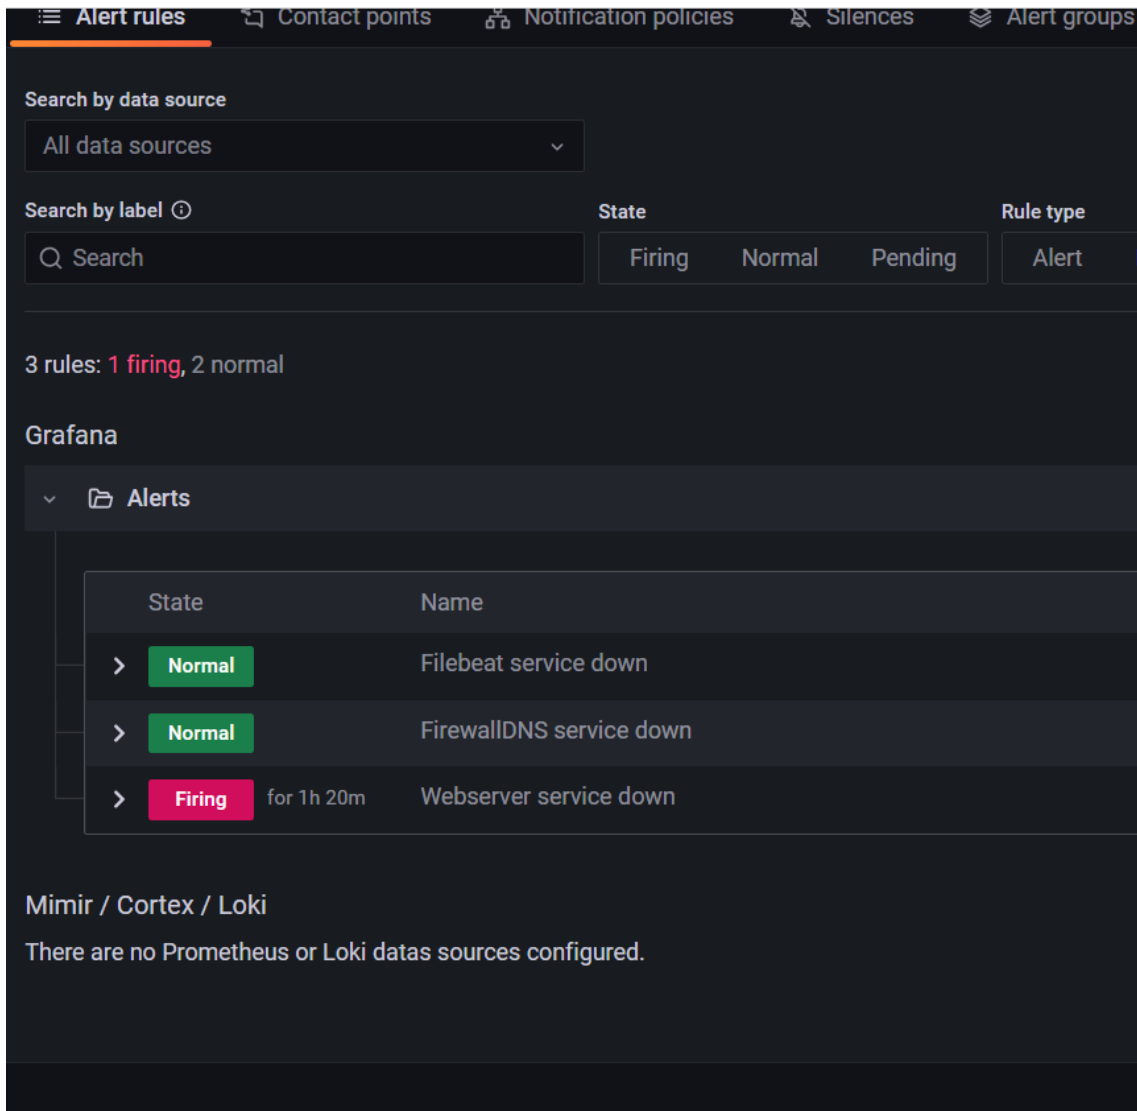 Alert rules Contact points Notification policies Silences Alert groups
Search by data source
All data sources
Search by label State Rule type
Search Firing Normal Pending Alert
3 rules: 1 firing, 2 normal
Grafana
Alerts
State Name
Normal Filebeat service down
Normal FirewallDNS service down
Firing for 1h 20m Webserver service down
Mimir / Cortex / Loki
There are no Prometheus or Loki datas sources configured.